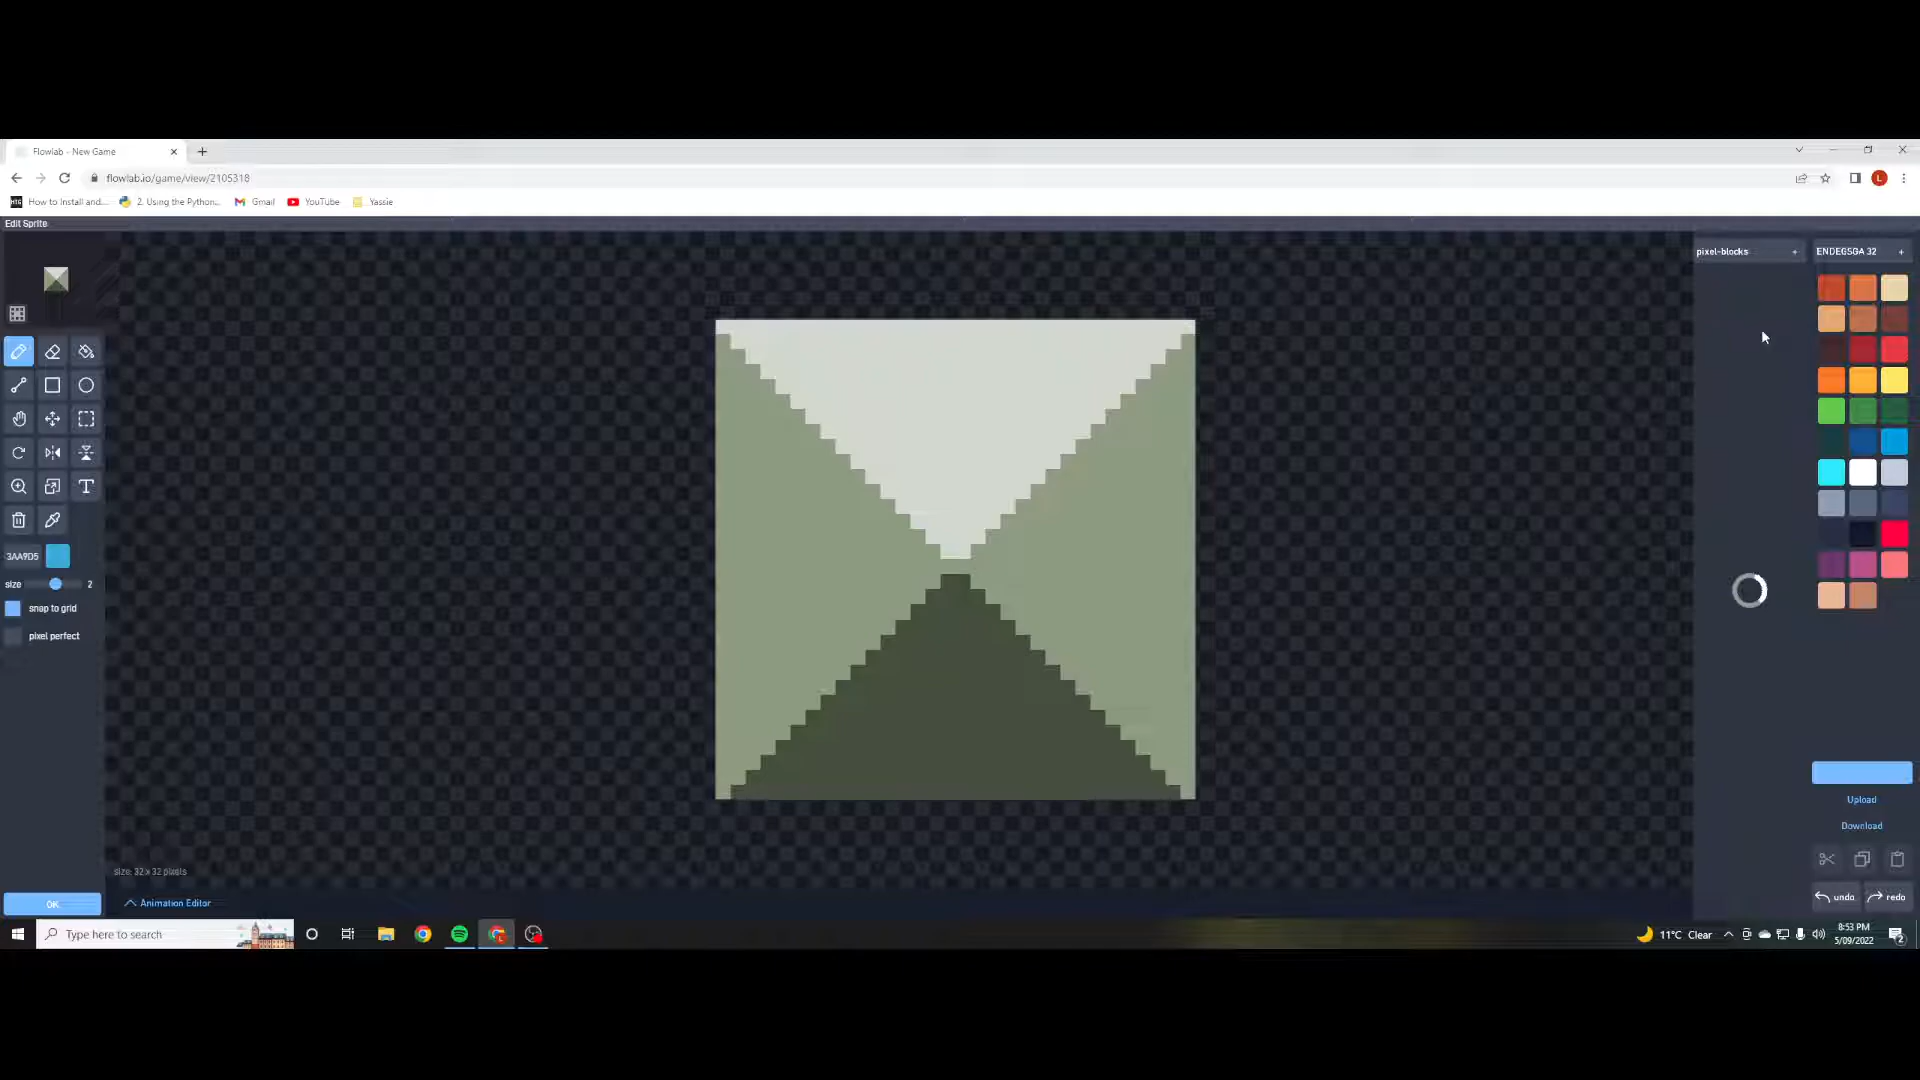 Flowlab - New Game
flowlab.io/game/view/2105318
How to Install and...
2. Using the Python...
Gmail
YouTube
Yassie
Edit Sprite
pixel-blocks +
ENDEGSGA 32 +
3AA9D5
size 2
snap to grid
pixel perfect
T
Upload
Download
size: 32 x 32 pixels
undo
redo
OK
Animation Editor
Type here to search
11°C Clear
8:53 PM
5/09/2022
2
L